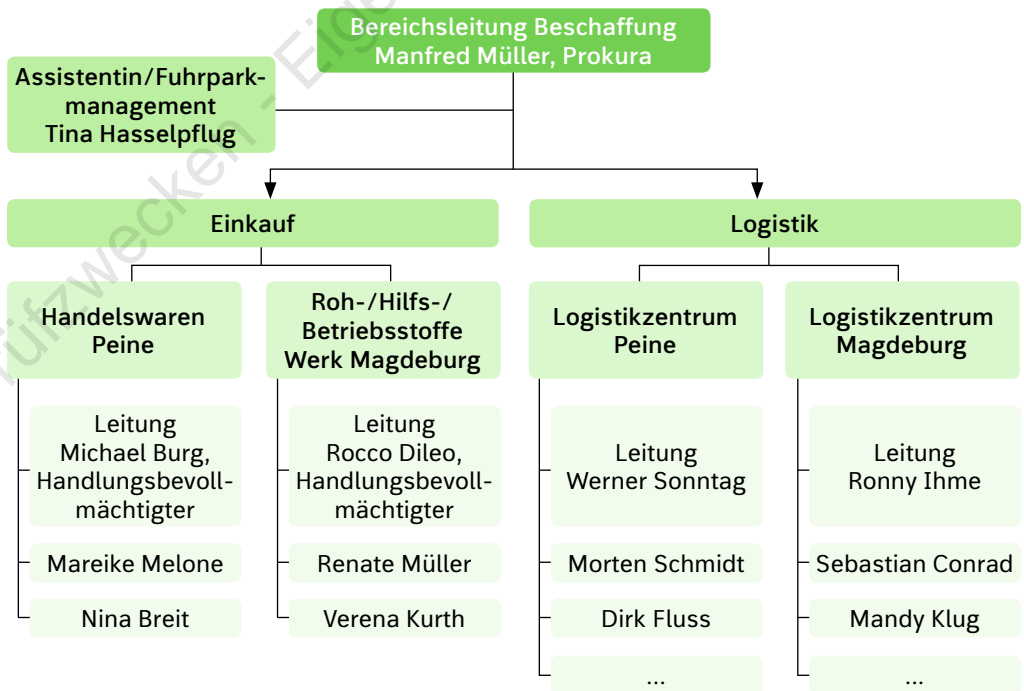 Bereichsleitung Beschaffung
Manfred Müller, Prokura
Assistentin/Fuhrpark-
management
Tina Hasselpflug
Einkauf
Logistik
Handelswaren
Peine
Roh-/Hilfs-/
Betriebsstoffe
Werk Magdeburg
Logistikzentrum
Peine
Logistikzentrum
Magdeburg
Leitung
Michael Burg,
Handlungsbevoll-
mächtigter
Leitung
Rocco Dileo,
Handlungsbevoll-
mächtigter
Leitung
Werner Sonntag
Leitung
Ronny Ihme
Mareike Melone
Renate Müller
Morten Schmidt
Sebastian Conrad
Nina Breit
Verena Kurth
Dirk Fluss
Mandy Klug
...
...